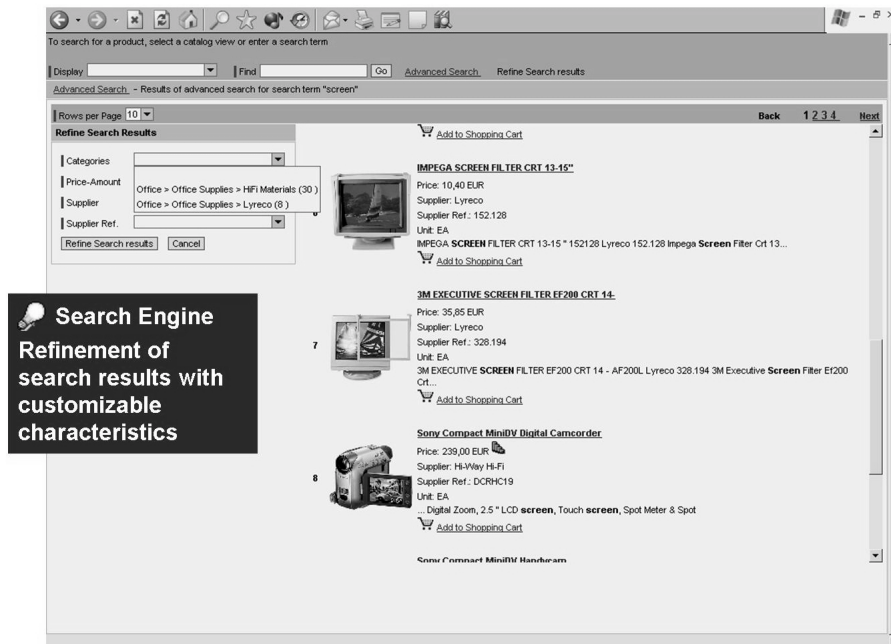 To search for a product, select a catalog view or enter a search term
Display Find Go Advanced Search Refine Search results
Advanced Search - Results of advanced search for search term "screen"
Rows per Page 10 Back 1 2 3 4 Next
Refine Search Results
Add to Shopping Cart
Categories
Price-Amount
Office > Office Supplies > HiFi Materials (30 )
Supplier
Office > Office Supplies > Lyreco (8 )
Supplier Ref.
Refine Search results Cancel
IMPEGA SCREEN FILTER CRT 13-15"
Price: 10,40 EUR
Supplier: Lyreco
6
Supplier Ref.: 152.128
Unit: EA
IMPEGA SCREEN FILTER CRT 13-15 " 152128 Lyreco 152.128 Impega Screen Filter Crt 13...
Add to Shopping Cart
Search Engine
Refinement of
search results with
customizable
characteristics
3M EXECUTIVE SCREEN FILTER EF200 CRT 14-
Price: 35,85 EUR
Supplier: Lyreco
7
Supplier Ref.: 328.194
Unit: EA
3M EXECUTIVE SCREEN FILTER EF200 CRT 14 - AF200L Lyreco 328.194 3M Executive Screen Filter Ef200
Crt...
Add to Shopping Cart
Sony Compact MiniDV Digital Camcorder
Price: 239,00 EUR
Supplier: Hi-Way Hi-Fi
8
Supplier Ref.: DCRHC19
Unit: EA
... Digital Zoom, 2.5 " LCD screen, Touch screen, Spot Meter & Spot
Add to Shopping Cart
Sony Compact MiniDV Handycam